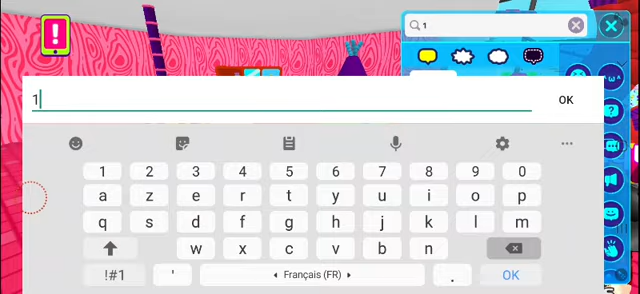 1
1
OK
1 2 3 4 5 6 7 8 9 0
a z e r t y u i o p
q s d f g h j k l m
w x c v b n
!#1 ' Français (FR) . OK